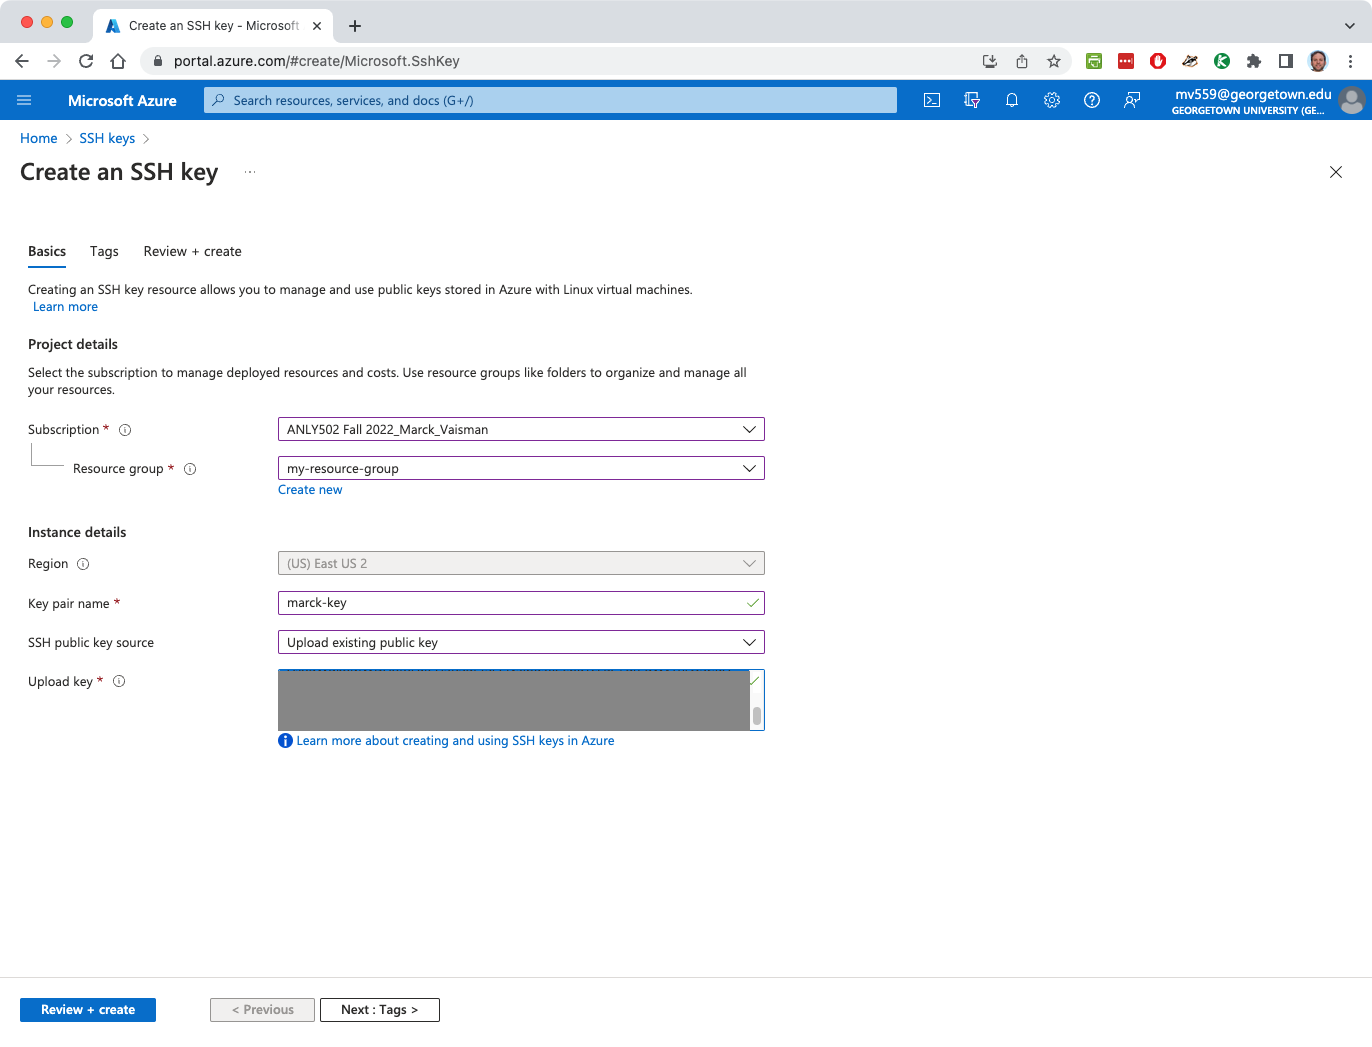 Create an SSH key - Microsoft
portal.azure.com/#create/Microsoft.SshKey
Microsoft Azure
Search resources, services, and docs (G+/)
mv559@georgetown.edu
GEORGETOWN UNIVERSITY (GE...
Home > SSH keys >
Create an SSH key ...
Basics Tags Review + create
Creating an SSH key resource allows you to manage and use public keys stored in Azure with Linux virtual machines.
Learn more
Project details
Select the subscription to manage deployed resources and costs. Use resource groups like folders to organize and manage all
your resources.
Subscription * ANLY502 Fall 2022_Marck_Vaisman
Resource group * my-resource-group
Create new
Instance details
Region (US) East US 2
Key pair name * marck-key
SSH public key source Upload existing public key
Upload key *
Learn more about creating and using SSH keys in Azure
Review + create < Previous Next : Tags >